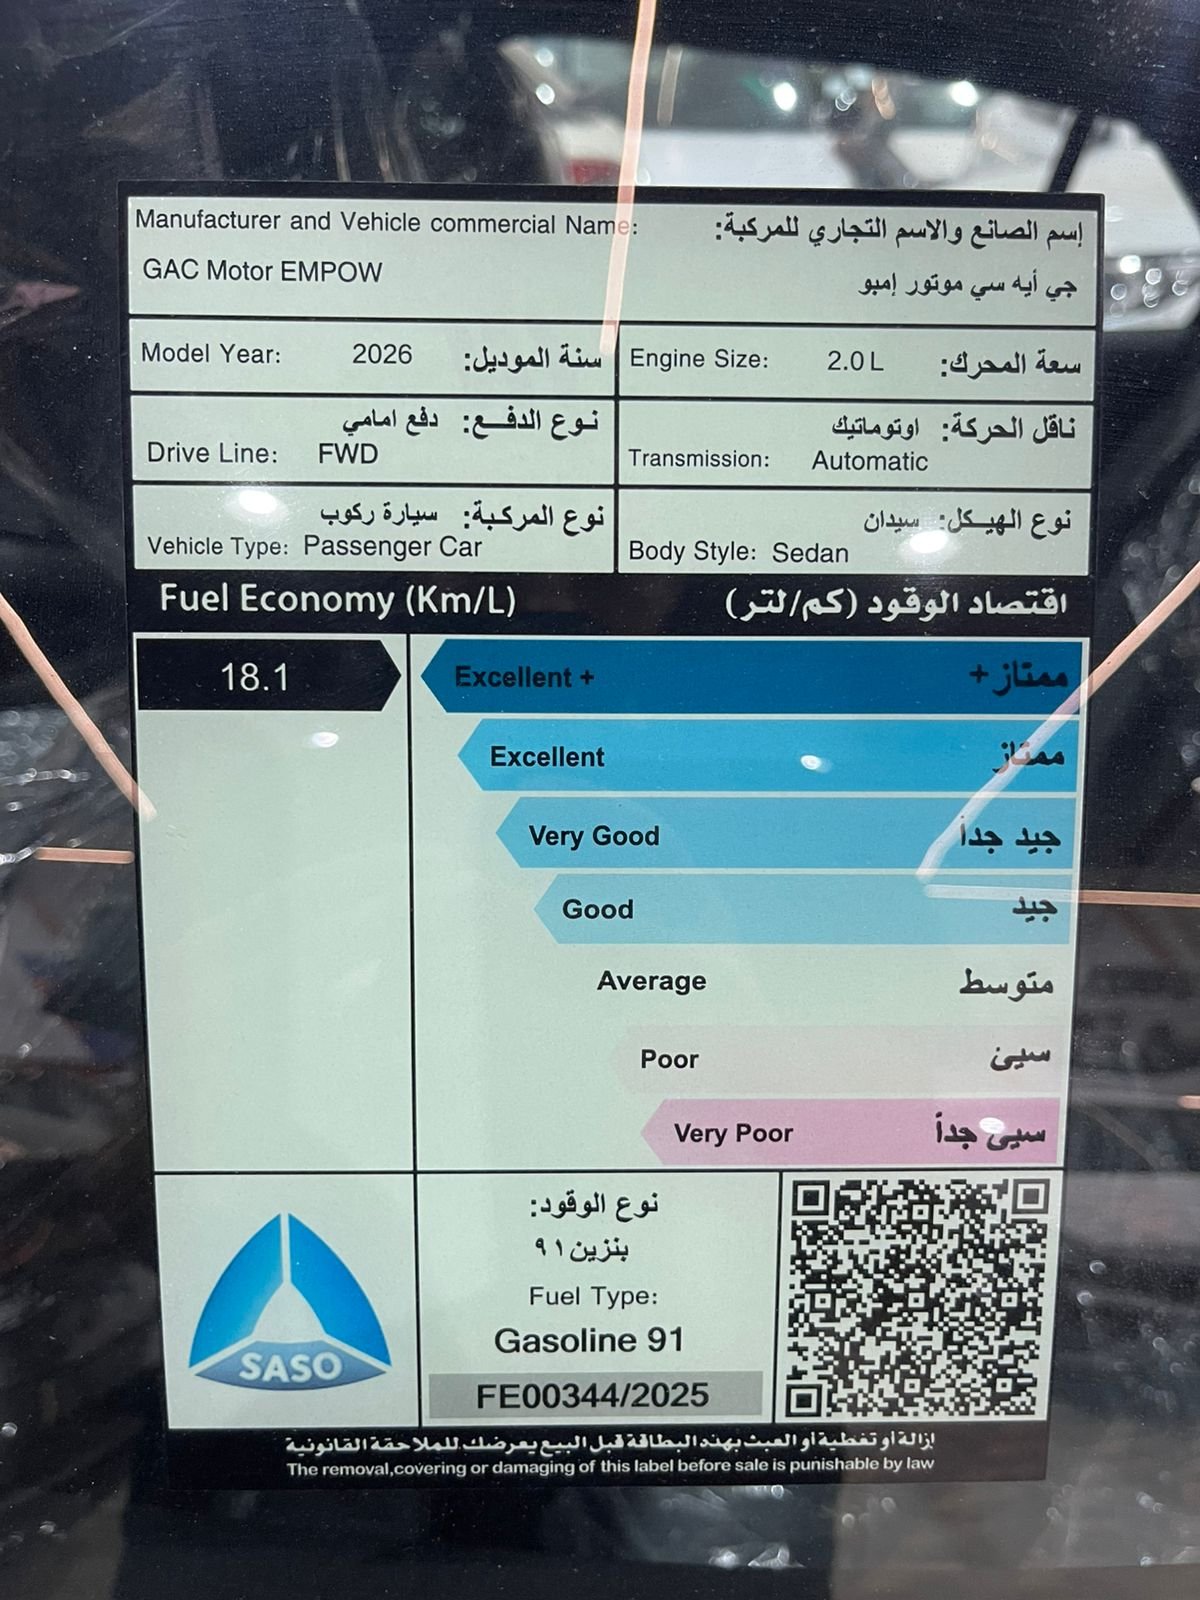 Manufacturer and Vehicle commercial Name: إسم الصانع والاسم التجاري للمركبة:
GAC Motor EMPOW جي أيه سي موتور إمبو
Model Year: 2026 سنة الموديل:
Engine Size: 2.0 L سعة المحرك:
نوع الدفع: دفع امامي
Drive Line: FWD
ناقل الحركة: اوتوماتيك
Transmission: Automatic
نوع المركبة: سيارة ركوب
Vehicle Type: Passenger Car
نوع الهيكل: سيدان
Body Style: Sedan
Fuel Economy (Km/L) اقتصاد الوقود (كم/لتر)
18.1
Excellent + ممتاز +
Excellent ممتاز
Very Good جيد جداً
Good جيد
Average متوسط
Poor سيئ
Very Poor سيئ جداً
SASO
نوع الوقود:
بنزين ٩١
Fuel Type:
Gasoline 91
FE00344/2025
إزالة أو تغطية أو العبث بهذه البطاقة قبل البيع يعرضك للملاحقة القانونية
The removal,covering or damaging of this label before sale is punishable by law